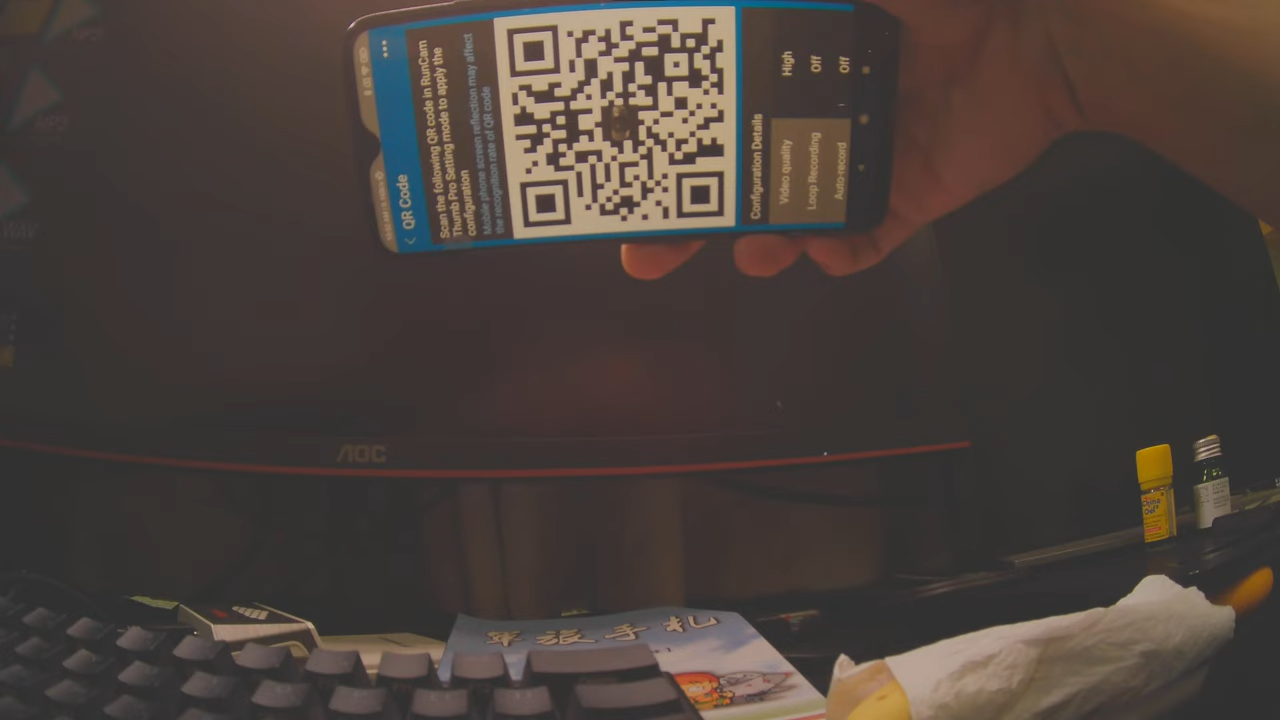 QR Code
Scan the following QR code in RunCam
Thumb Pro Setting mode to apply the
configuration
Mobile phone screen reflection may affect
the recognition rate of QR code
Configuration Details
Video quality High
Loop Recording Off
Auto-record Off
AOC
手札